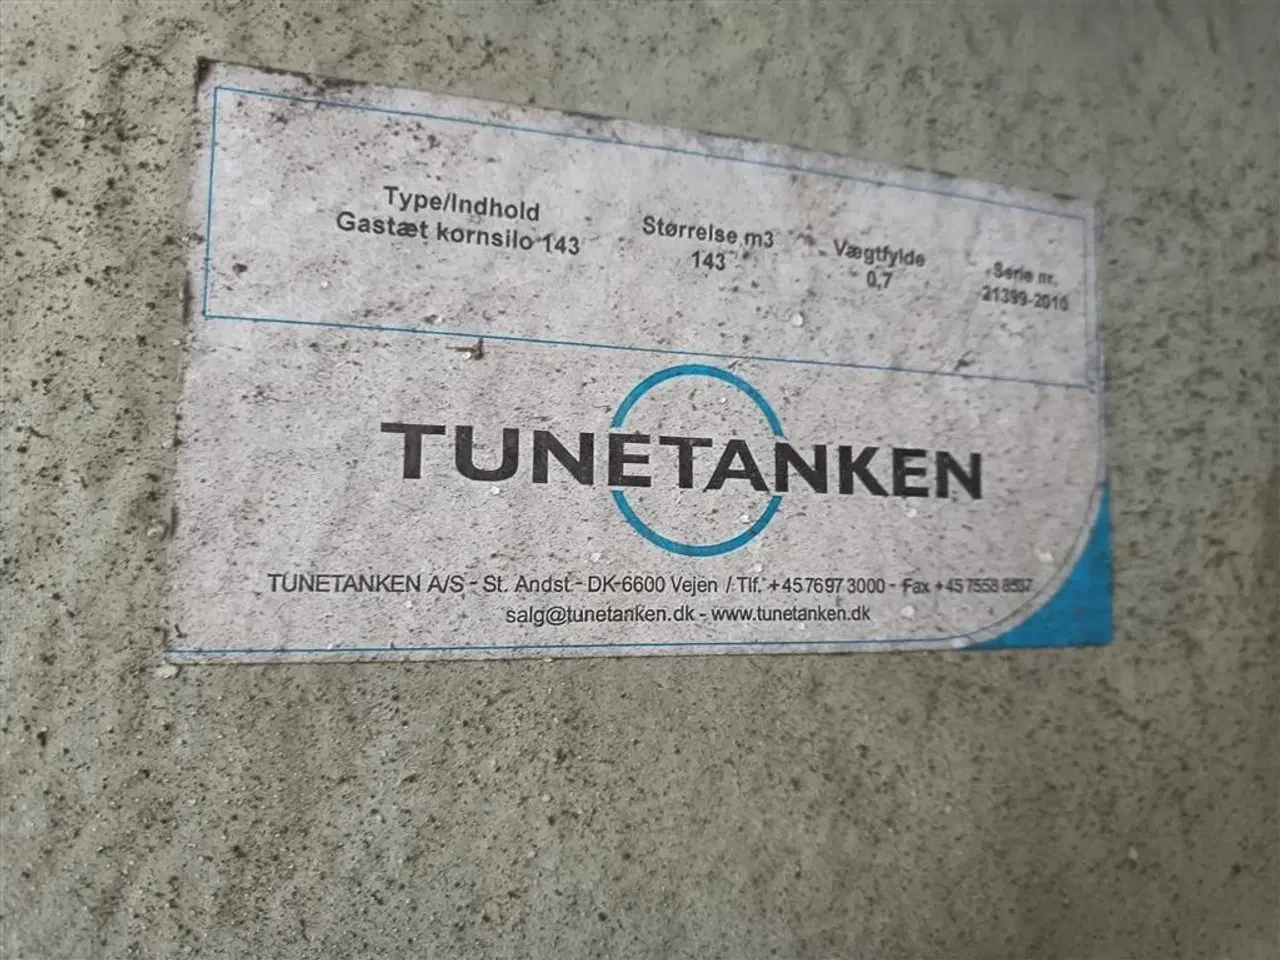 Type/Indhold
Gastæt kornsilo 143
Størrelse m3
143
Vægtfylde
0,7
Serie nr.
21399-2010
TUNETANKEN
TUNETANKEN A/S - St. Andst - DK-6600 Vejen / Tlf. +45 7697 3000 - Fax +45 7558
salg@tunetanken.dk - www.tunetanken.dk